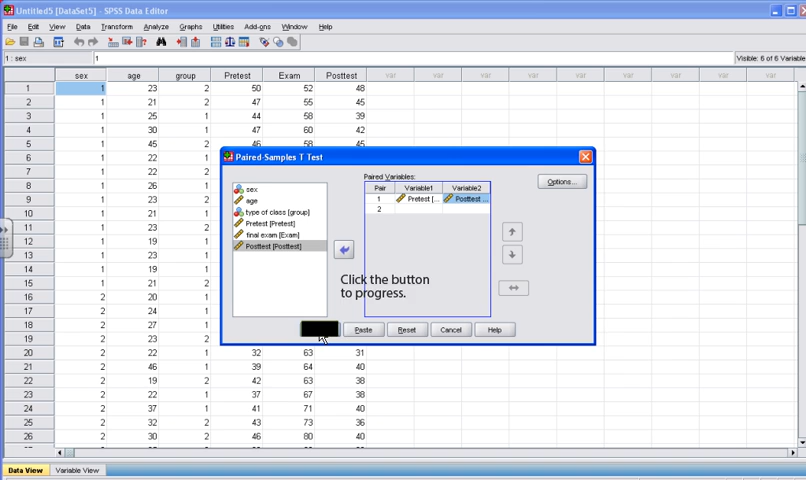 Untitled5 [DataSet5] - SPSS Data Editor
File Edit View Data Transform Analyze Graphs Utilities Add-ons Window Help
1 : sex 1 Visible: 6 of 6 Variable
sex age group Pretest Exam Posttest var var var var var var var var var
1 1 23 2 50 52 48
2 1 21 2 47 55 45
3 1 25 1 44 58 39
4 1 30 1 47 60 42
5 1 45 2 46 58 45
6 1 22 1
7 1 22 2
8 1 26 1
9 1 23 2
10 1 21 1
11 1 23 2
12 1 19 1
13 1 23 1
14 1 19 1
15 1 21 2
16 2 20 1
17 2 24 1
18 2 27 1
19 2 23 2
20 2 22 1 32 63 31
21 2 46 1 39 64 40
22 2 19 2 42 63 38
23 2 22 1 37 67 38
24 2 37 1 41 71 40
25 2 32 2 43 73 36
26 2 30 2 46 80 40
Paired-Samples T Test
Paired Variables:
Pair Variable1 Variable2
1 Pretest [... Posttest ...
2
Options...
sex
age
type of class [group]
Pretest [Pretest]
final exam [Exam]
Posttest [Posttest]
Click the button
to progress.
Paste Reset Cancel Help
Data View Variable View